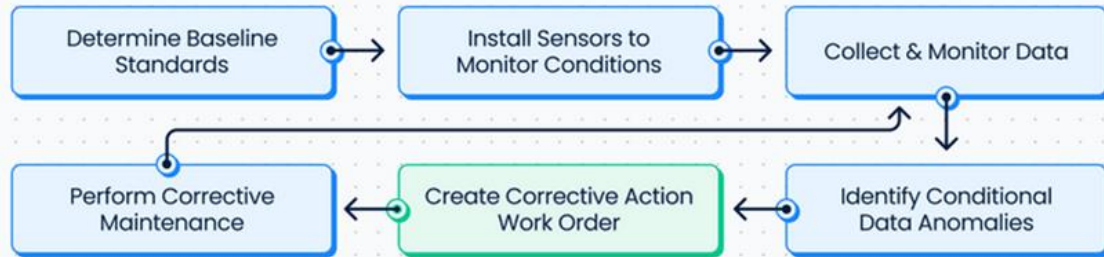 Determine Baseline
Standards
Install Sensors to
Monitor Conditions
Collect & Monitor Data
Perform Corrective
Maintenance
Create Corrective Action
Work Order
Identify Conditional
Data Anomalies